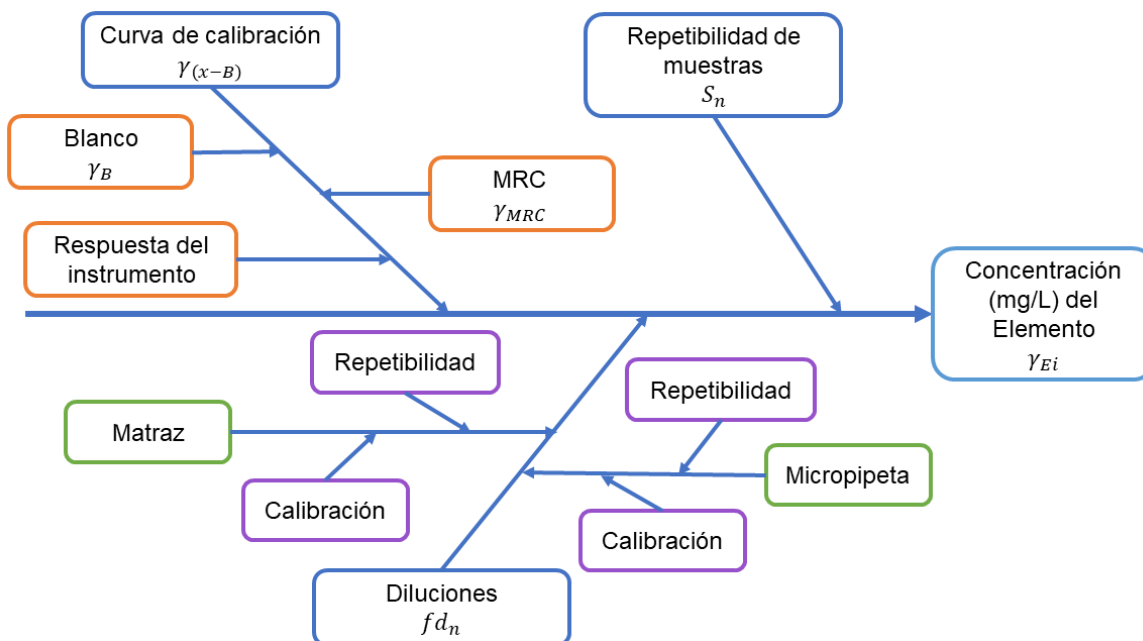 Curva de calibración
γ(x−B)
Repetibilidad de
muestras
Sn
Blanco
γB
MRC
γMRC
Respuesta del
instrumento
Concentración
(mg/L) del
Elemento
γEi
Repetibilidad
Repetibilidad
Matraz
Micropipeta
Calibración
Calibración
Diluciones
fdn